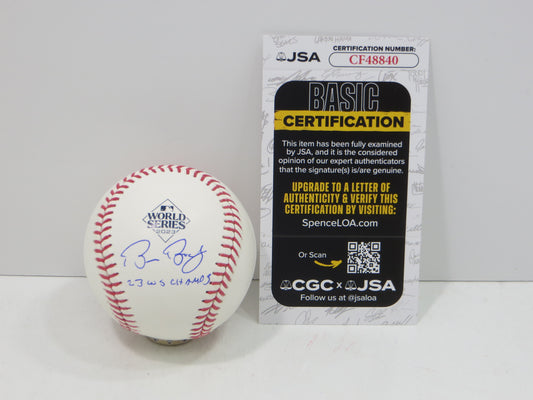 WORLD
SERIES
2023
23 WS CHAMPS
JSA
CERTIFICATION NUMBER:
CF48840
BASIC
CERTIFICATION
This item has been fully examined
by JSA, and it is the considered
opinion of our expert authenticators
that the signature(s) is/are genuine.
UPGRADE TO A LETTER OF
AUTHENTICITY & VERIFY THIS
CERTIFICATION BY VISITING:
SpenceLOA.com
Or Scan
CGC x JSA
Follow us at @jsaloa